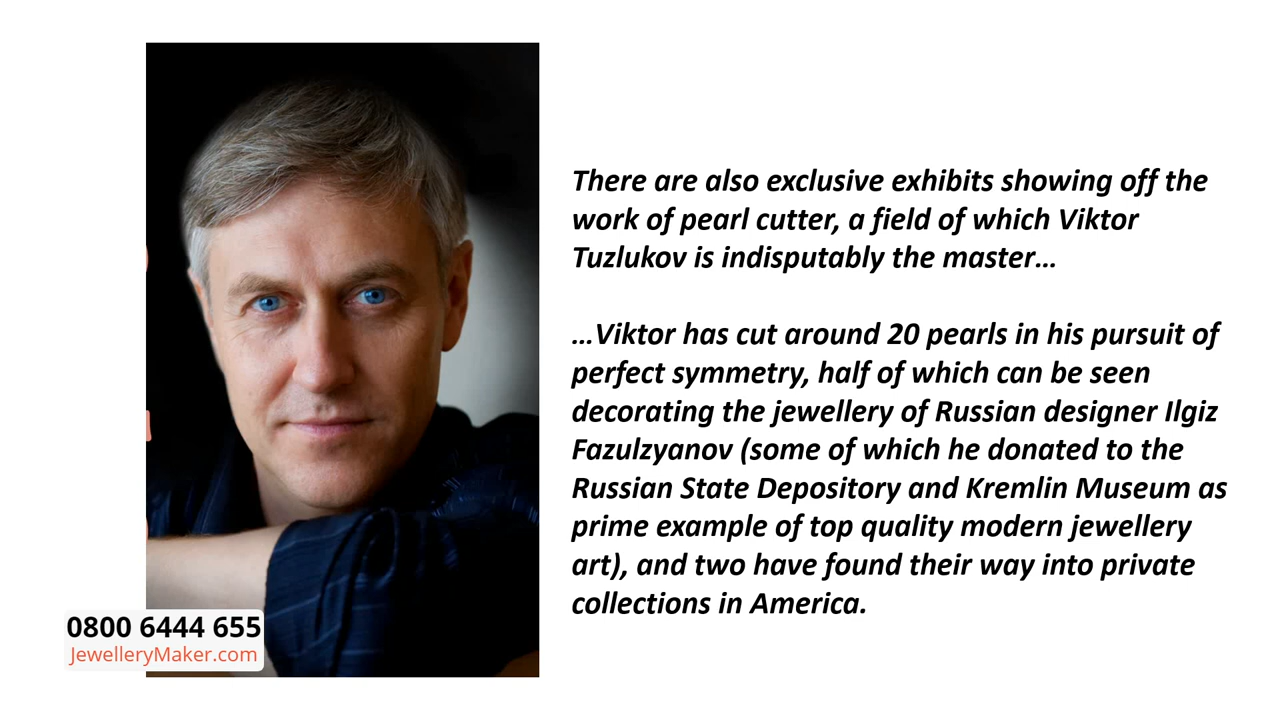 There are also exclusive exhibits showing off the
work of pearl cutter, a field of which Viktor
Tuzlukov is indisputably the master...
...Viktor has cut around 20 pearls in his pursuit of
perfect symmetry, half of which can be seen
decorating the jewellery of Russian designer Ilgiz
Fazulzyanov (some of which he donated to the
Russian State Depository and Kremlin Museum as
prime example of top quality modern jewellery
art), and two have found their way into private
collections in America.
0800 6444 655
JewelleryMaker.com